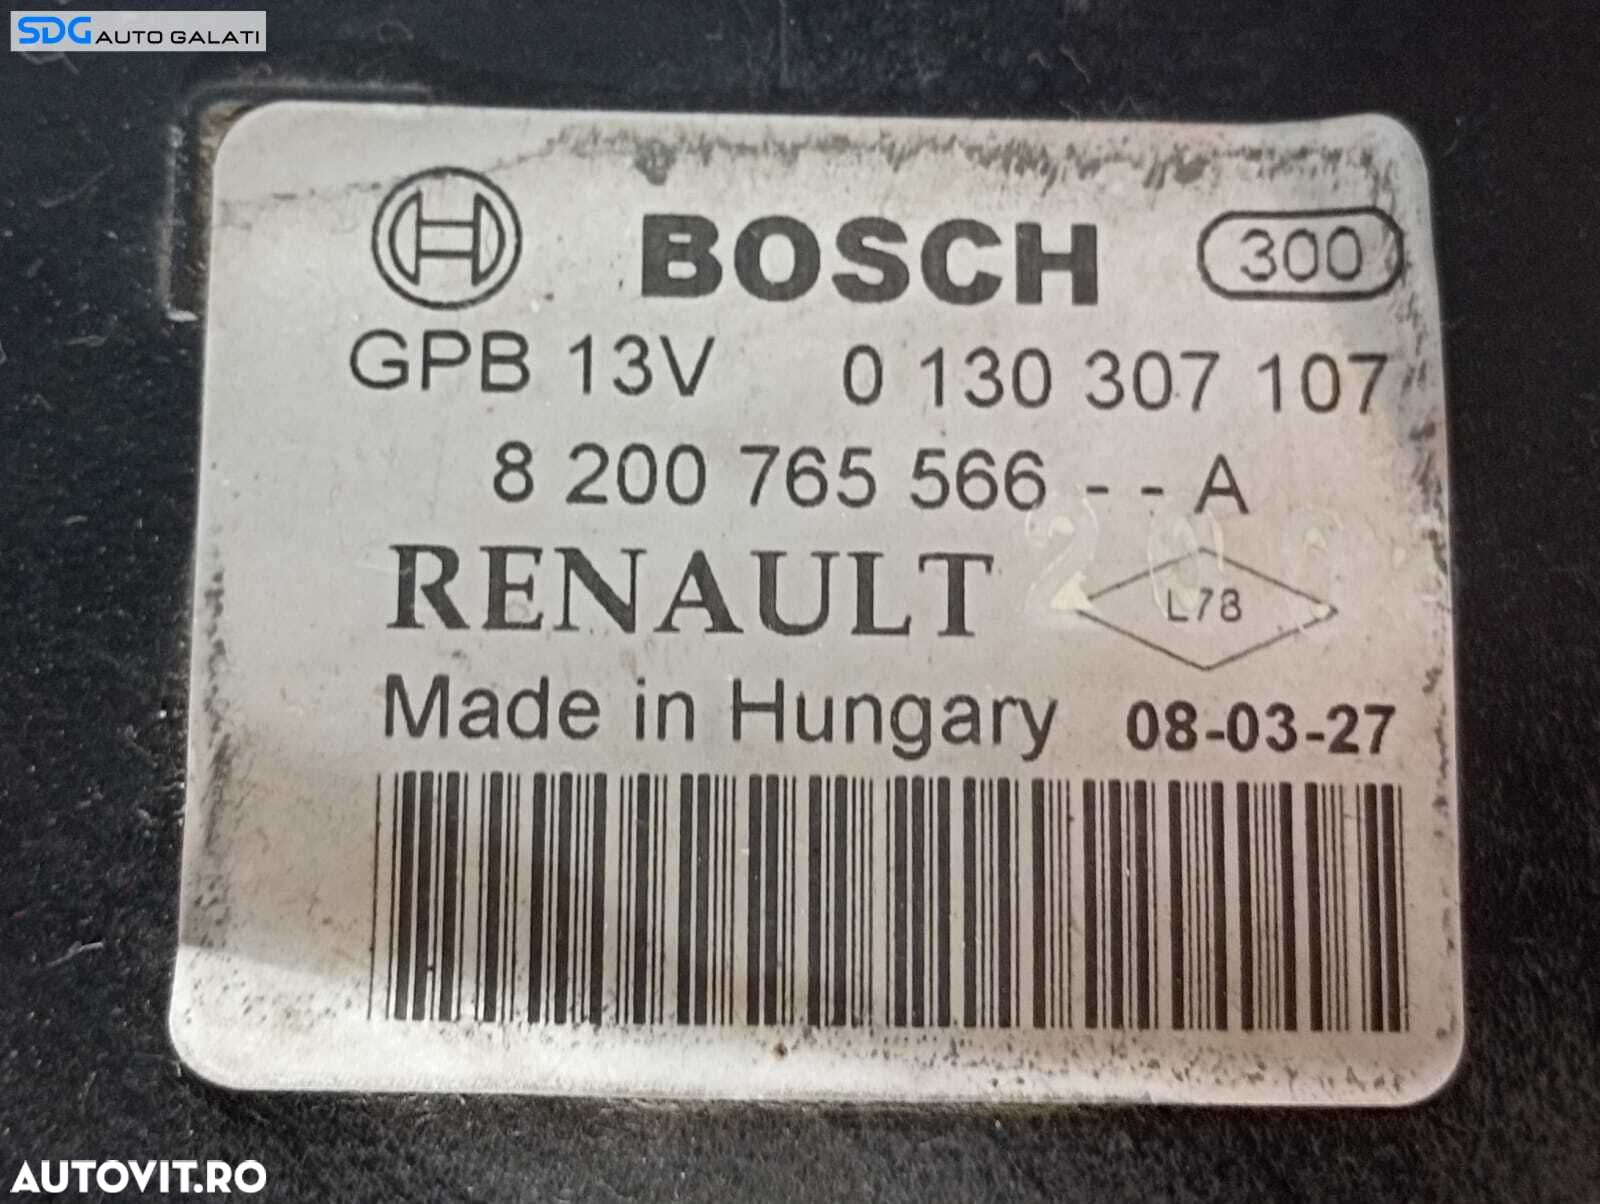 SDG AUTO GALATI
BOSCH 300
GPB 13V 0 130 307 107
8 200 765 566 - - A
RENAULT L78
Made in Hungary 08-03-27
AUTOVIT.RO